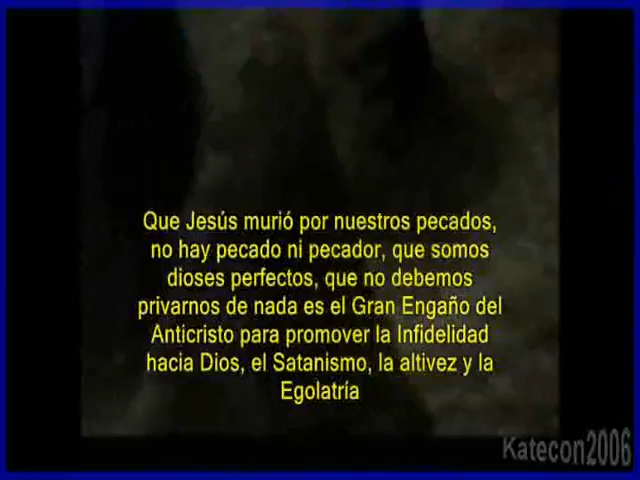 Que Jesús murió por nuestros pecados,
no hay pecado ni pecador, que somos
dioses perfectos, que no debemos
privarnos de nada es el Gran Engaño del
Anticristo para promover la Infidelidad
hacia Dios, el Satanismo, la altivez y la
Egolatría
Katecon2006